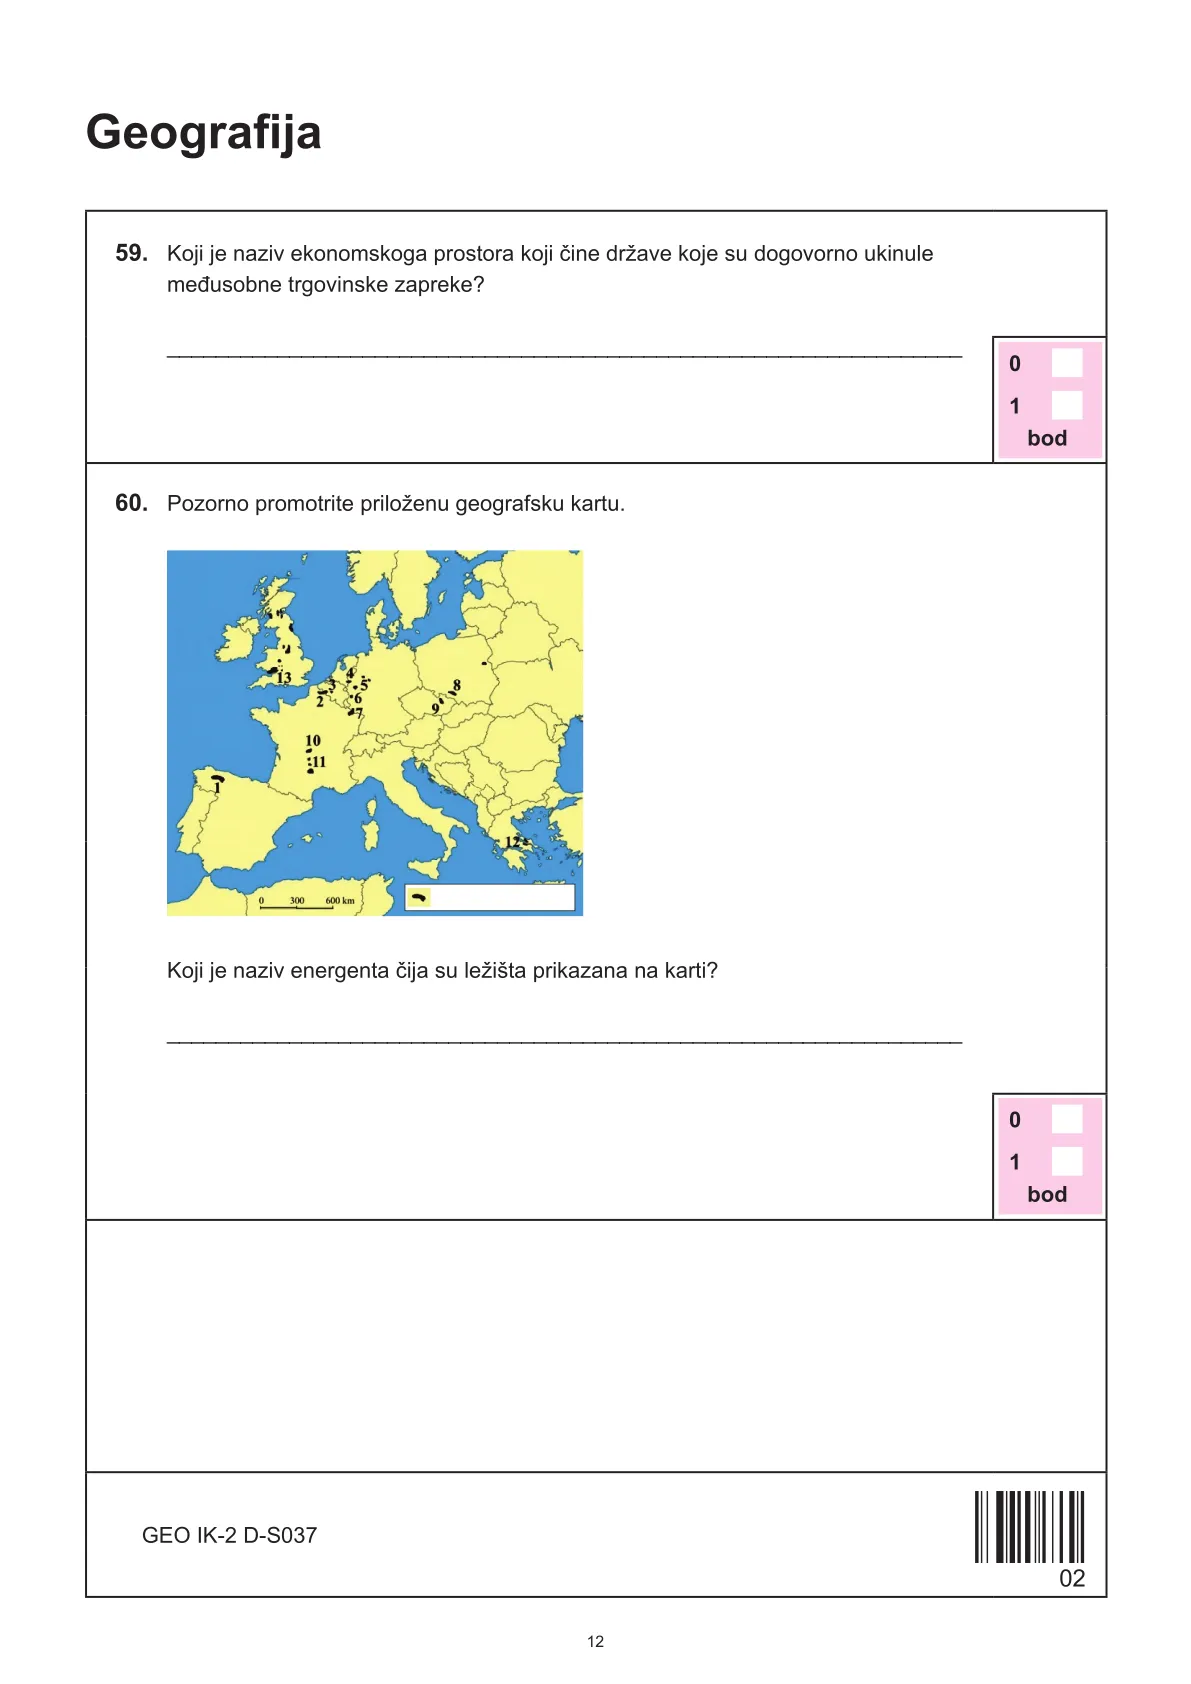 Geografija
59. Koji je naziv ekonomskoga prostora koji čine države koje su dogovorno ukinule
međusobne trgovinske zapreke?
0
1
bod
60. Pozorno promotrite priloženu geografsku kartu.
13
4
3
5
2
6
7
8
9
10
11
1
12
0 300 600 km
Koji je naziv energenta čija su ležišta prikazana na karti?
0
1
bod
GEO IK-2 D-S037
02
12